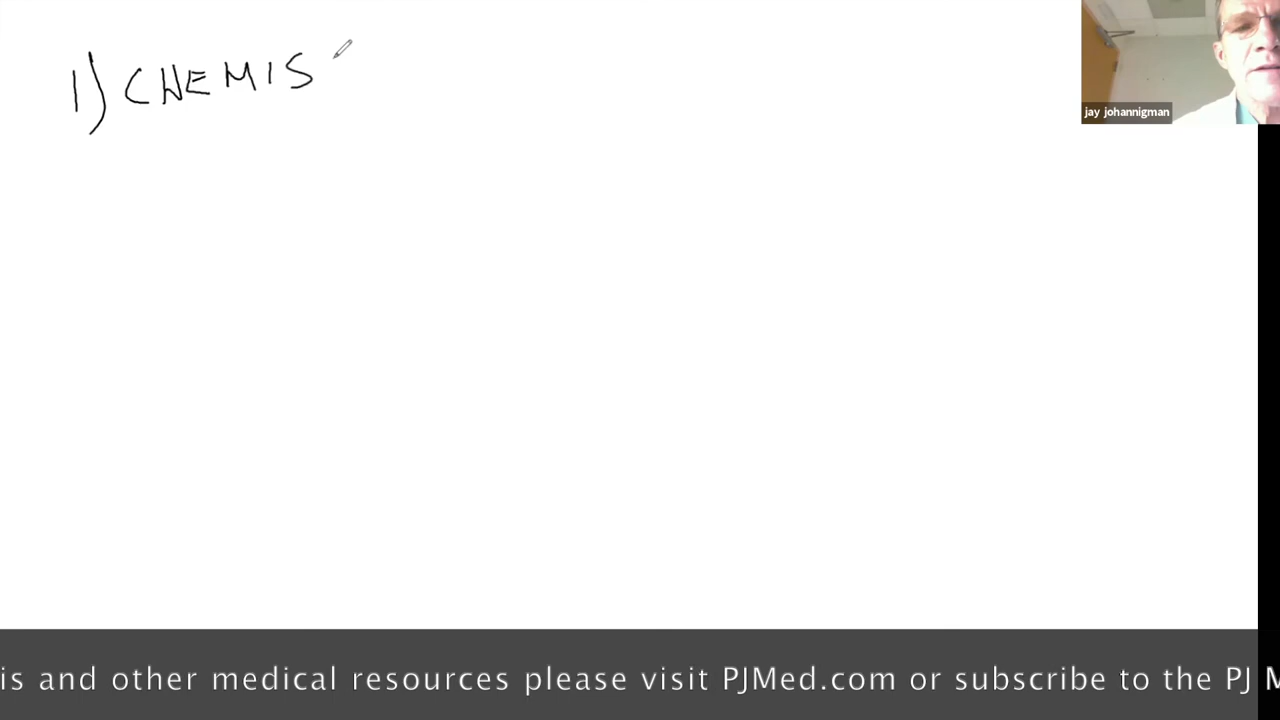 1) CHEMIS
jay johannigman
is and other medical resources please visit PJMed.com or subscribe to the PJ M